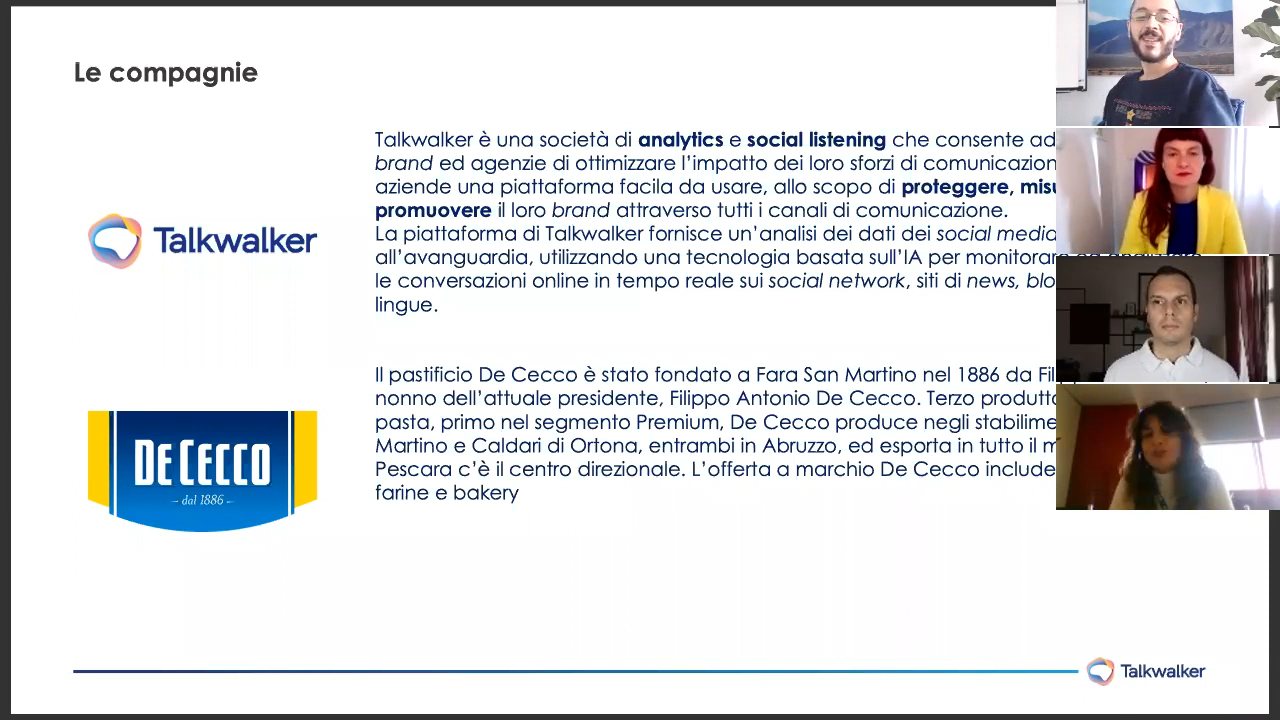 Le compagnie
Talkwalker è una società di analytics e social listening che consente ad
brand ed agenzie di ottimizzare l’impatto dei loro sforzi di comunicazion
aziende una piattaforma facila da usare, allo scopo di proteggere, misu
promuovere il loro brand attraverso tutti i canali di comunicazione.
La piattaforma di Talkwalker fornisce un’analisi dei dati dei social media
all’avanguardia, utilizzando una tecnologia basata sull’IA per monitorare
le conversazioni online in tempo reale sui social network, siti di news, blo
lingue.
Talkwalker
Il pastificio De Cecco è stato fondato a Fara San Martino nel 1886 da Fil
nonno dell’attuale presidente, Filippo Antonio De Cecco. Terzo produtto
pasta, primo nel segmento Premium, De Cecco produce negli stabilime
Martino e Caldari di Ortona, entrambi in Abruzzo, ed esporta in tutto il m
Pescara c’è il centro direzionale. L’offerta a marchio De Cecco include
farine e bakery
DE CECCO
dal 1886
Talkwalker